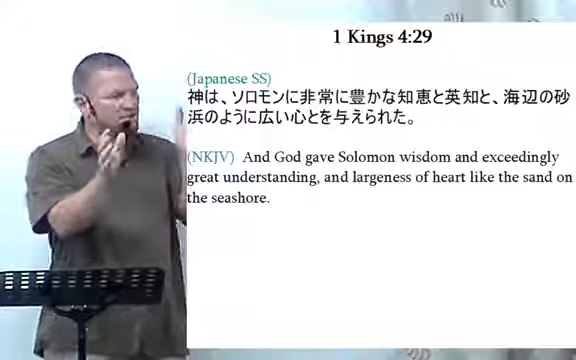 1 Kings 4:29
(Japanese SS)
神は、ソロモンに非常に豊かな知恵と英知と、海辺の砂
浜のように広い心とを与えられた。
(NKJV) And God gave Solomon wisdom and exceedingly
great understanding, and largeness of heart like the sand on
the seashore.